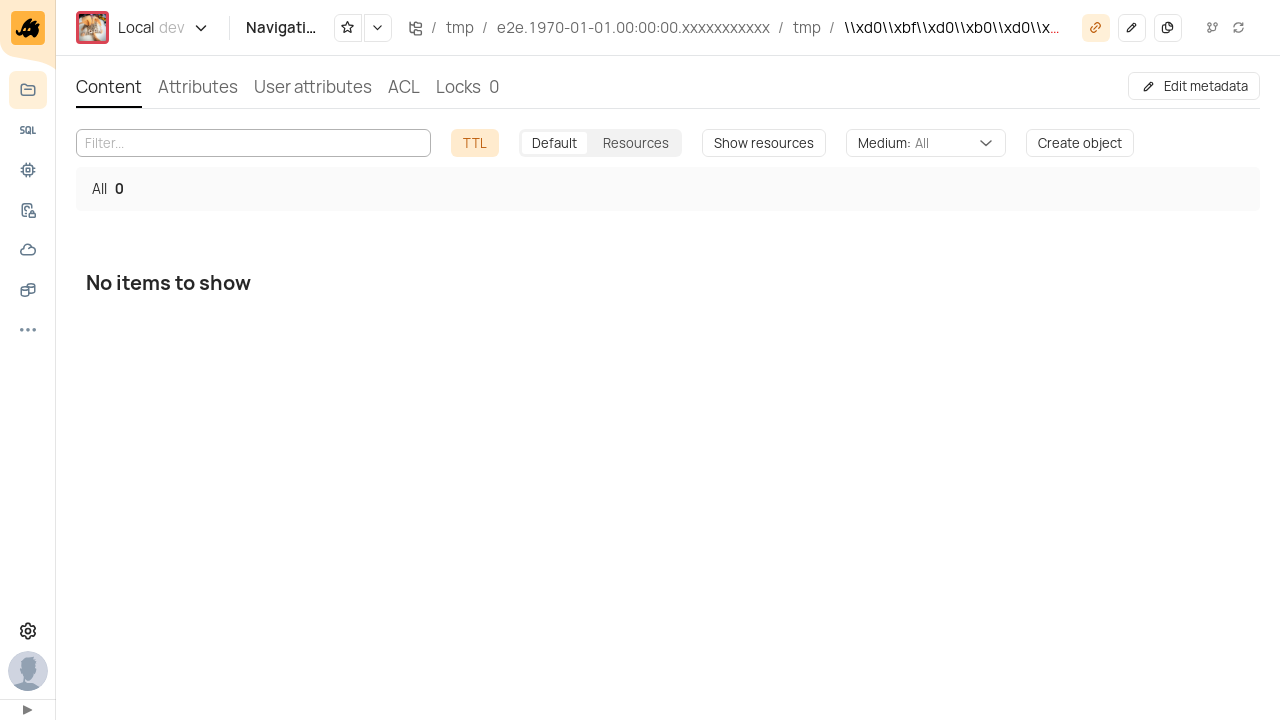 Local dev
Navigati...
/ tmp / e2e.1970-01-01.00:00:00.xxxxxxxxxxx / tmp / \\xd0\\xbf\\xd0\\xb0\\xd0\\x...
Content Attributes User attributes ACL Locks 0
Edit metadata
SQL
Filter...
TTL
Default Resources
Show resources
Medium: All
Create object
All 0
No items to show